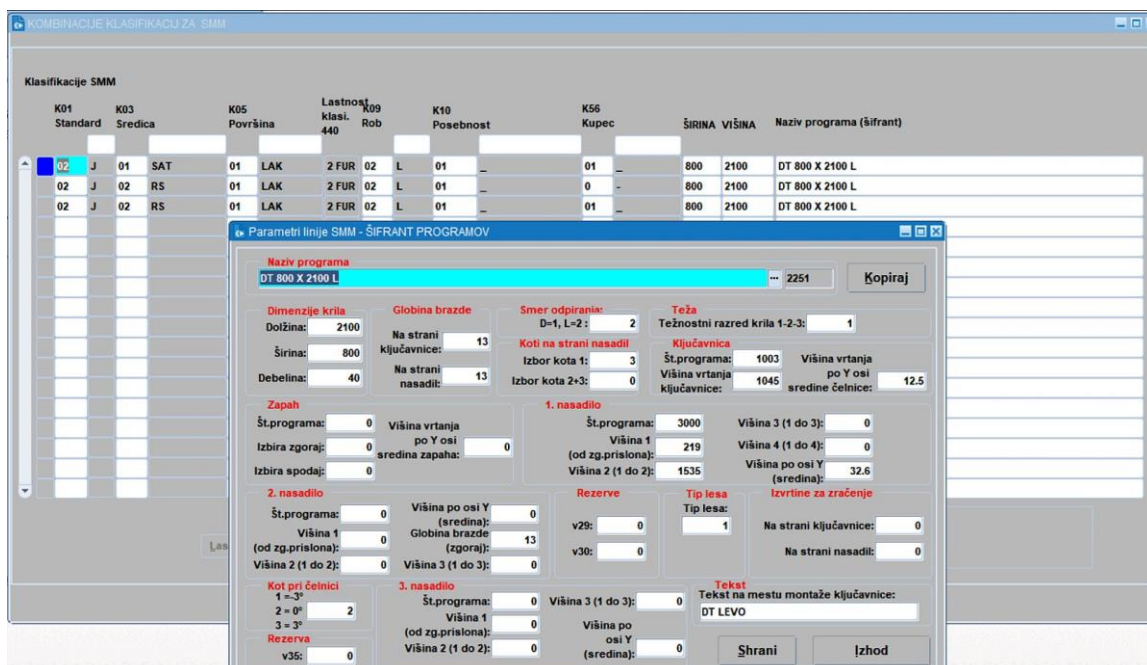 KOMBINACIJE KLASIFIKACIJ ZA SMM
Klasifikacije SMM
K01 Standard K03 Sredica K05 Površina Lastnost klasi. 440 K09 Rob K10 Posebnost K56 Kupec ŠIRINA VIŠINA Naziv programa (šifrant)
02 J 01 SAT 01 LAK 2 FUR 02 L 01 _ 01 _ 800 2100 DT 800 X 2100 L
02 J 02 RS 01 LAK 2 FUR 02 L 01 _ 0 - 800 2100 DT 800 X 2100 L
02 J 02 RS 01 LAK 2 FUR 02 L 01 _ 01 _ 800 2100 DT 800 X 2100 L
Las
Parametri linije SMM - ŠIFRANT PROGRAMOV
Naziv programa
DT 800 X 2100 L ... 2251 Kopiraj
Dimenzije krila
Dolžina: 2100
Širina: 800
Debelina: 40
Globina brazde
Na strani ključavnice: 13
Na strani nasadil: 13
Smer odpiranja
D=1, L=2 : 2
Koti na strani nasadil
Izbor kota 1: 3
Izbor kota 2+3: 0
Teža
Težnostni razred krila 1-2-3: 1
Ključavnica
Št.programa: 1003
Višina vrtanja ključavnice: 1045
Višina vrtanja po Y osi sredine čelnice: 12.5
Zapah
Št.programa: 0
Izbira zgoraj: 0
Izbira spodaj: 0
Višina vrtanja po Y osi sredina zapaha: 0
1. nasadilo
Št.programa: 3000
Višina 1 (od zg.prislona): 219
Višina 2 (1 do 2): 1535
Višina 3 (1 do 3): 0
Višina 4 (1 do 4): 0
Višina po osi Y (sredina): 32.6
2. nasadilo
Št.programa: 0
Višina 1 (od zg.prislona): 0
Višina 2 (1 do 2): 0
Višina po osi Y (sredina): 0
Globina brazde (zgoraj): 13
Višina 3 (1 do 3): 0
Rezerve
v29: 0
v30: 0
Tip lesa
Tip lesa:
1
Izvrtine za zračenje
Na strani ključavnice: 0
Na strani nasadil: 0
Kot pri čelnici
1 =-3°
2 = 0° 2
3 = 3°
Rezerva
v35: 0
3. nasadilo
Št.programa: 0
Višina 1 (od zg.prislona): 0
Višina 2 (1 do 2): 0
Višina 3 (1 do 3): 0
Višina po osi Y (sredina): 0
Tekst
Tekst na mestu montaže ključavnice:
DT LEVO
Shrani Izhod